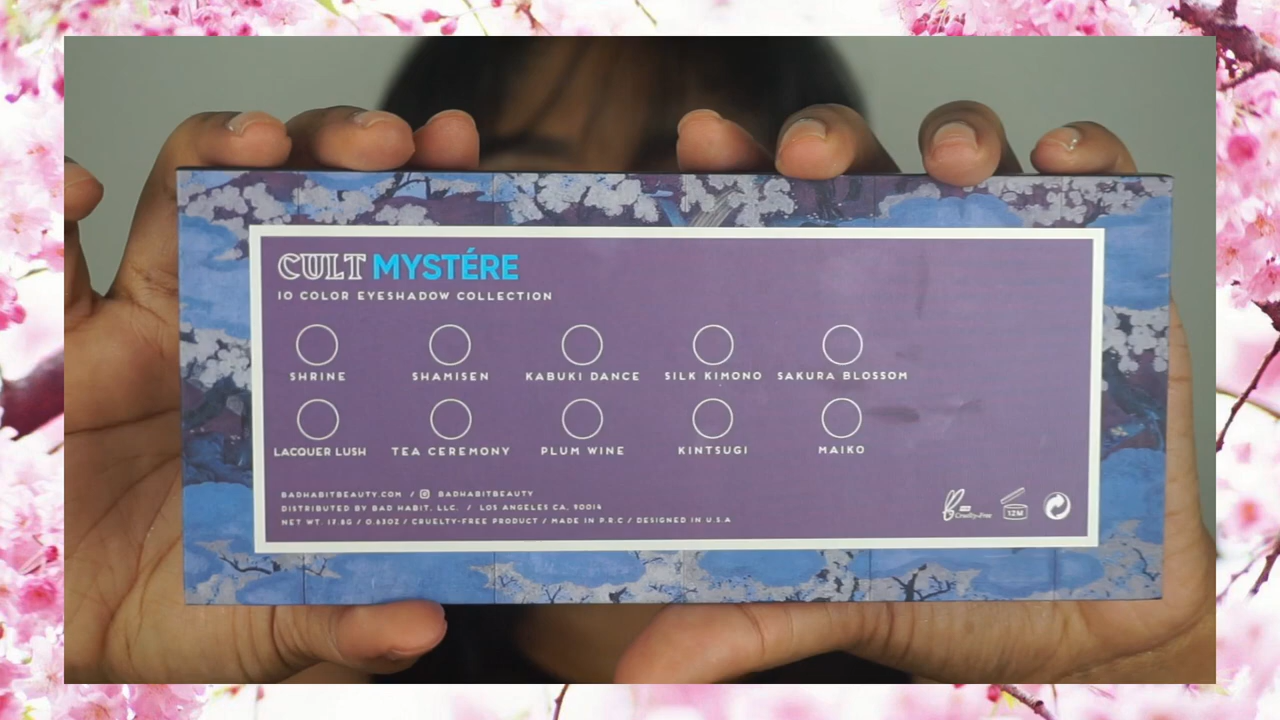 CULT MYSTÉRE
10 COLOR EYESHADOW COLLECTION
SHRINE SHAMISEN KABUKI DANCE SILK KIMONO SAKURA BLOSSOM
LACQUER LUSH TEA CEREMONY PLUM WINE KINTSUGI MAIKO
BADHABITBEAUTY.COM / BADHABITBEAUTY
DISTRIBUTED BY BAD HABIT, LLC. / LOS ANGELES CA. 90014
NET WT. 17.8G / 0.63OZ / CRUELTY-FREE PRODUCT / MADE IN P.R.C / DESIGNED IN U.S.A
Cruelty-Free
12M